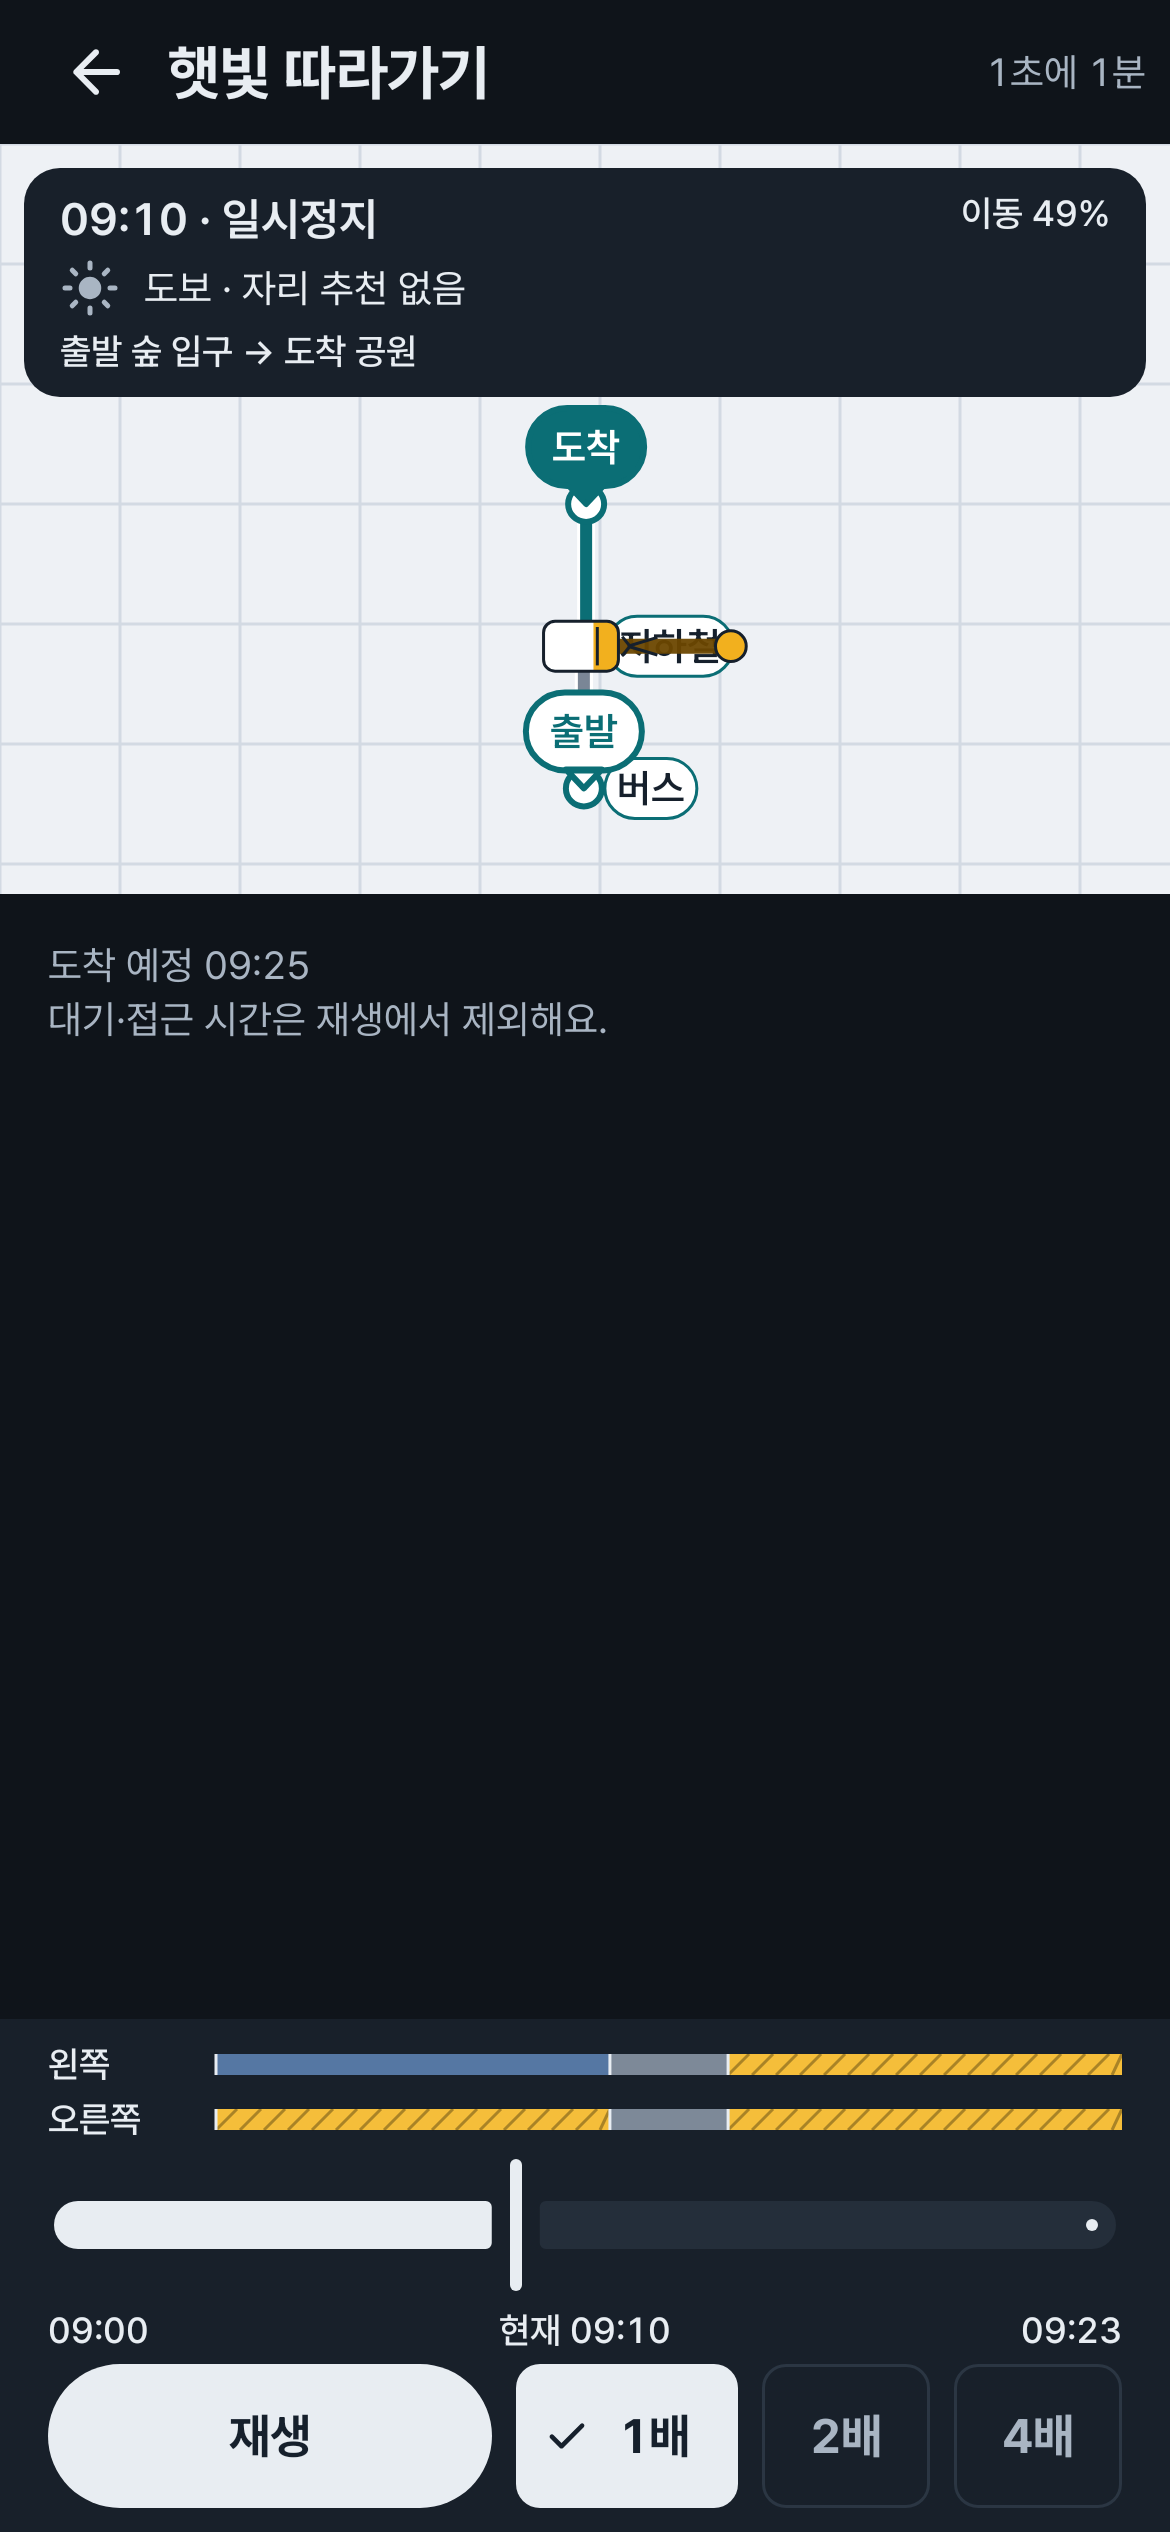 햇빛 따라가기
1초에 1분
09:10 · 일시정지
이동 49%
도보 · 자리 추천 없음
출발 숲 입구 → 도착 공원
도착
출발
버스
도착 예정 09:25
대기·접근 시간은 재생에서 제외해요.
왼쪽
오른쪽
09:00
현재 09:10
09:23
재생
1배
2배
4배